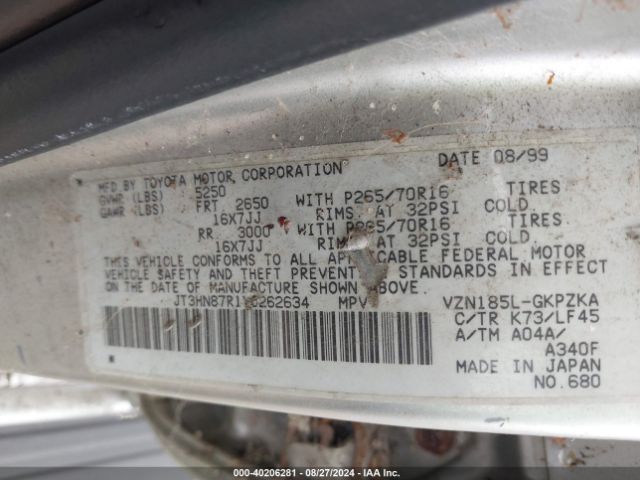 MFD. BY TOYOTA MOTOR CORPORATION DATE 08/99
GVWR (LBS) 5250
GAWR (LBS) FRT 2650 WITH P265/70R16 TIRES
16X7JJ RIMS, AT 32PSI COLD
RR 3000 WITH P265/70R16 TIRES
16X7JJ RIMS, AT 32PSI COLD
THIS VEHICLE CONFORMS TO ALL APPLICABLE FEDERAL MOTOR
VEHICLE SAFETY AND THEFT PREVENTION STANDARDS IN EFFECT
ON THE DATE OF MANUFACTURE SHOWN ABOVE.
MPV VZN185L-GKPZKA
C/TR K73/LF45
A/TM A04A/
A340F
MADE IN JAPAN
NO.680
000-40206281 | 08/27/2024 | IAA Inc.